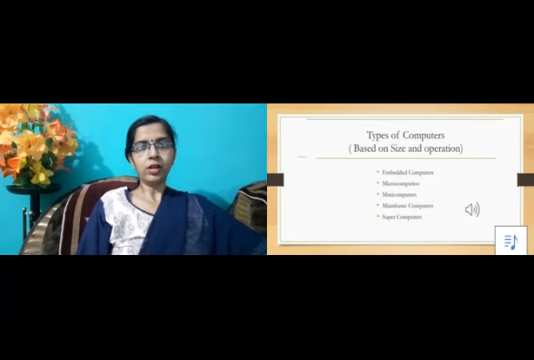 Types of Computers
( Based on Size and operation)
• Embedded Computers
• Microcomputers
• Minicomputers
• Mainframe Computers
• Super Computers